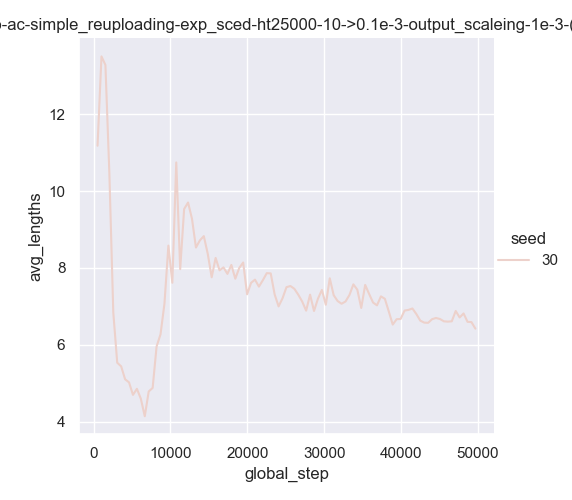 -ac-simple_reuploading-exp_sced-ht25000-10->0.1e-3-output_scaleing-1e-3-(
12
10
8
6
4
avg_lengths
0 10000 20000 30000 40000 50000
global_step
seed
30